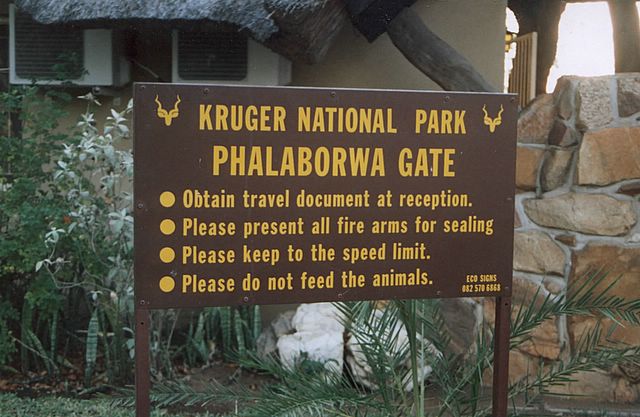 KRUGER NATIONAL PARK
PHALABORWA GATE
● Obtain travel document at reception.
● Please present all fire arms for sealing
● Please keep to the speed limit.
● Please do not feed the animals.
ECO SIGNS
082 570 6868